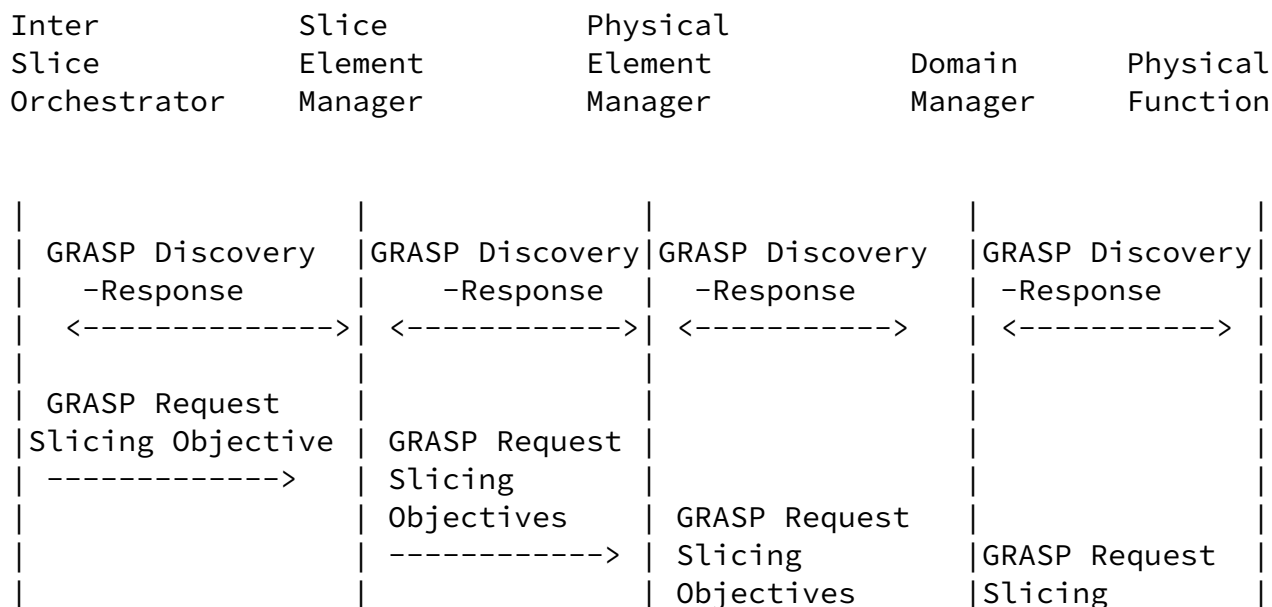 Inter               Slice           Physical
Slice               Element         Element           Domain      Physical
Orchestrator    Manager         Manager           Manager     Function
|                  |               |                 |               |
| GRASP Discovery  |GRASP Discovery|GRASP Discovery  |GRASP Discovery|
|   -Response      |    -Response  |  -Response      | -Response     |
|  <-------------->| <------------>| <----------->   | <-----------> |
|                  |               |                 |               |
| GRASP Request    |               |                 |               |
|Slicing Objective | GRASP Request |                 |               |
| ------------->   | Slicing       |                 |               |
|                  | Objectives    | GRASP Request   |               |
|                  | ------------> | Slicing         |GRASP Request  |
|                  |               | Objectives      |Slicing        |